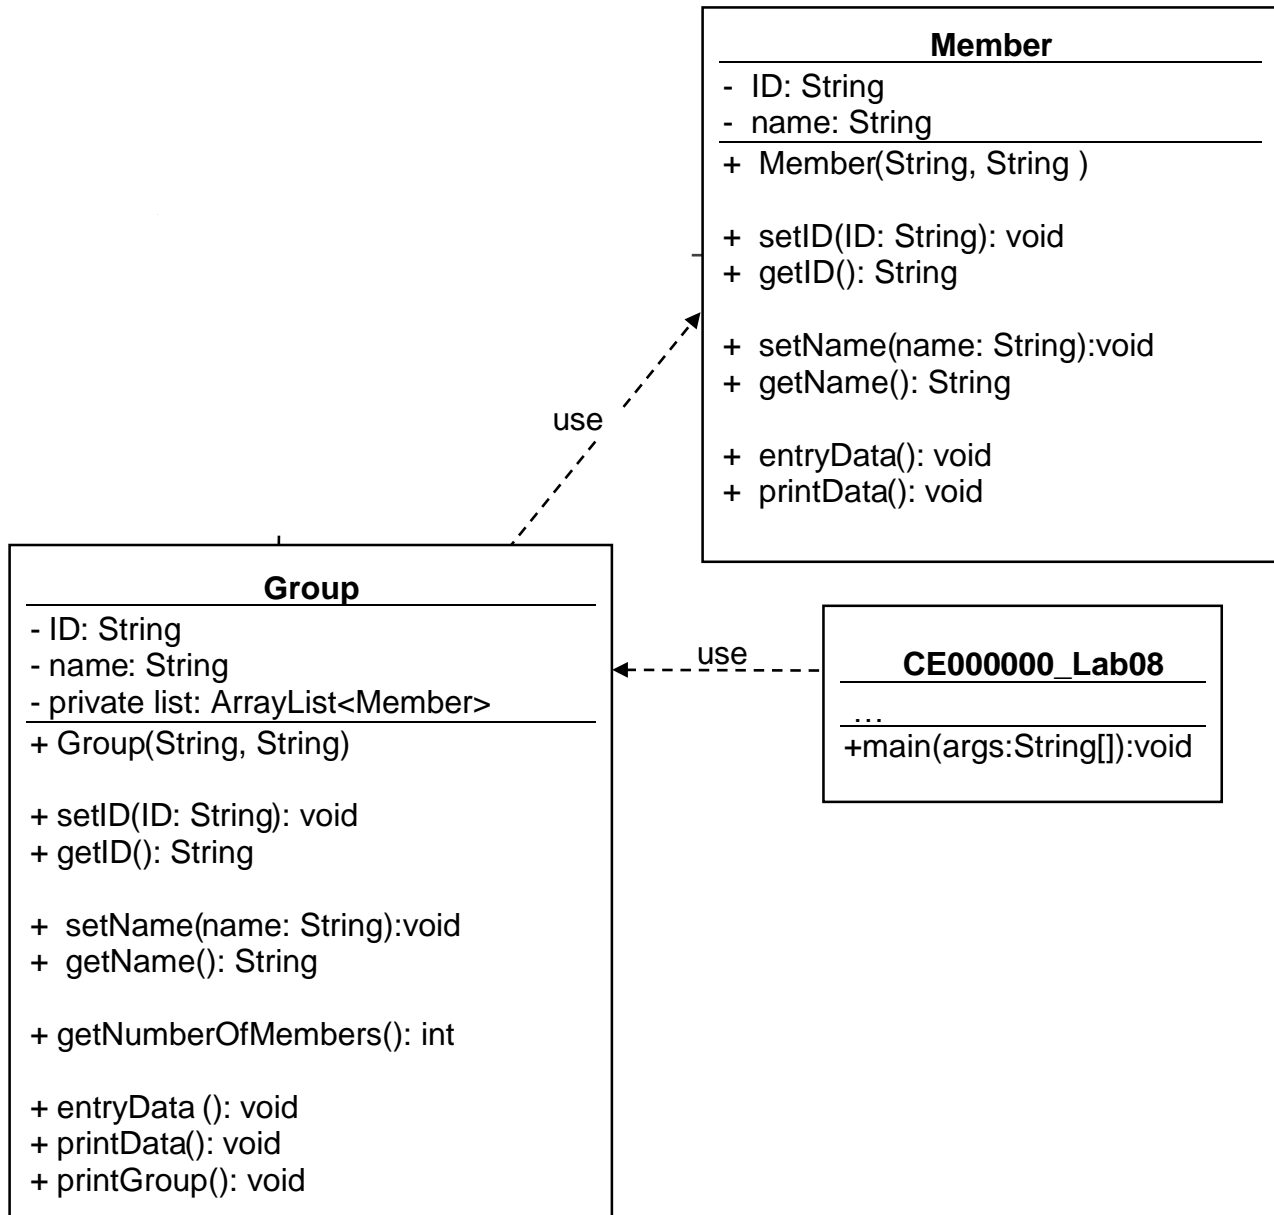 Member
- ID: String
- name: String
+ Member(String, String )
+ setID(ID: String): void
+ getID(): String
+ setName(name: String):void
+ getName(): String
+ entryData(): void
+ printData(): void
use
Group
- ID: String
- name: String
- private list: ArrayList<Member>
+ Group(String, String)
+ setID(ID: String): void
+ getID(): String
+ setName(name: String):void
+ getName(): String
+ getNumberOfMembers(): int
+ entryData (): void
+ printData(): void
+ printGroup(): void
use
CE000000_Lab08
...
+main(args:String[]):void